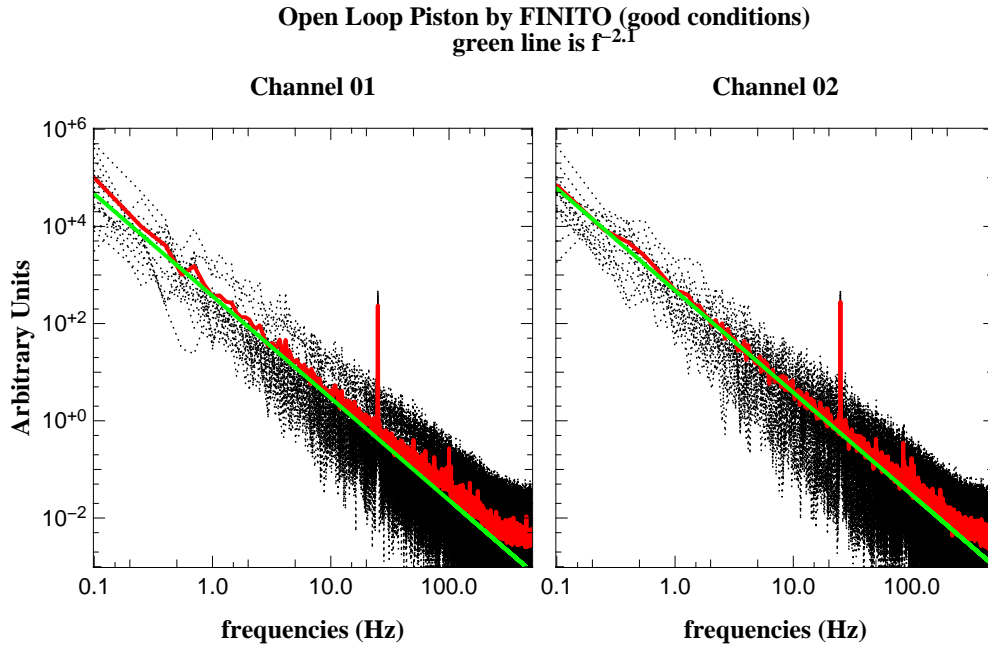 Open Loop Piston by FINITO (good conditions)
green line is f^−2.1
Channel 01
Channel 02
Arbitrary Units
10+6
10+4
10+2
10+0
10−2
0.1 1.0 10.0 100.0
0.1 1.0 10.0 100.0
frequencies (Hz)
frequencies (Hz)